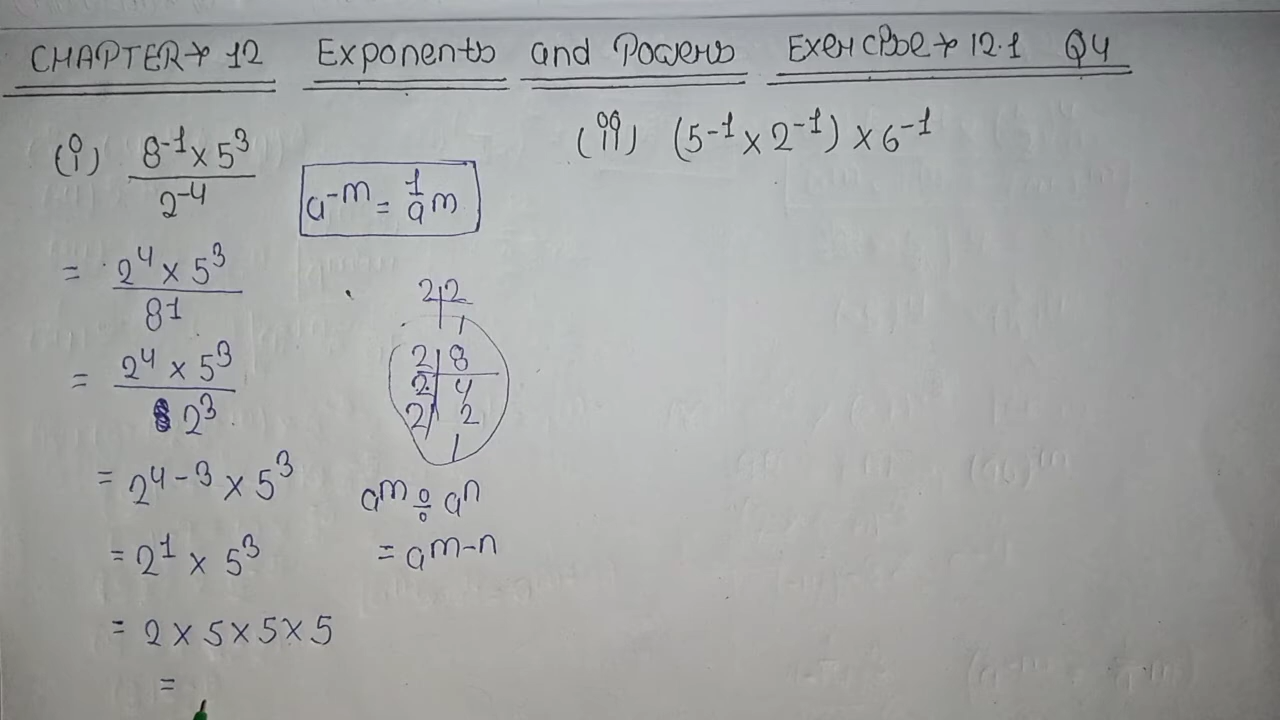 CHAPTER → 12 Exponents and Powers Exercise → 12.1 Q4
(i) 8⁻¹ × 5³ / 2⁻⁴
a⁻ᵐ = 1/aᵐ
= 2⁴ × 5³ / 8¹
= 2⁴ × 5³ / 2³
= 2⁴⁻³ × 5³
= 2¹ × 5³
= 2 × 5 × 5 × 5
=
2 | 2
1
2 | 8
2 | 4
2 | 2
1
aᵐ ÷ aⁿ
= aᵐ⁻ⁿ
(ii) (5⁻¹ × 2⁻¹) × 6⁻¹